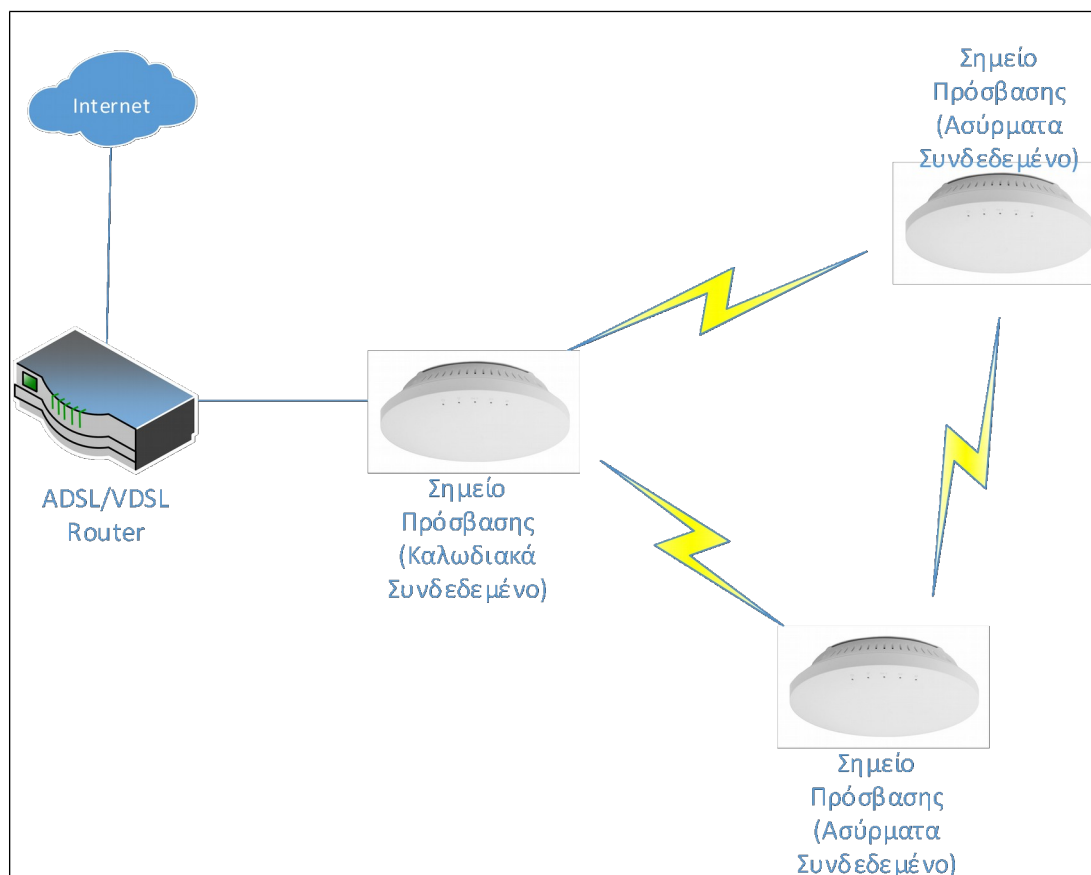 Internet
Σημείο
Πρόσβασης
(Ασύρματα
Συνδεδεμένο)
ADSL/VDSL
Router
Σημείο
Πρόσβασης
(Καλωδιακά
Συνδεδεμένο)
Σημείο
Πρόσβασης
(Ασύρματα
Συνδεδεμένο)